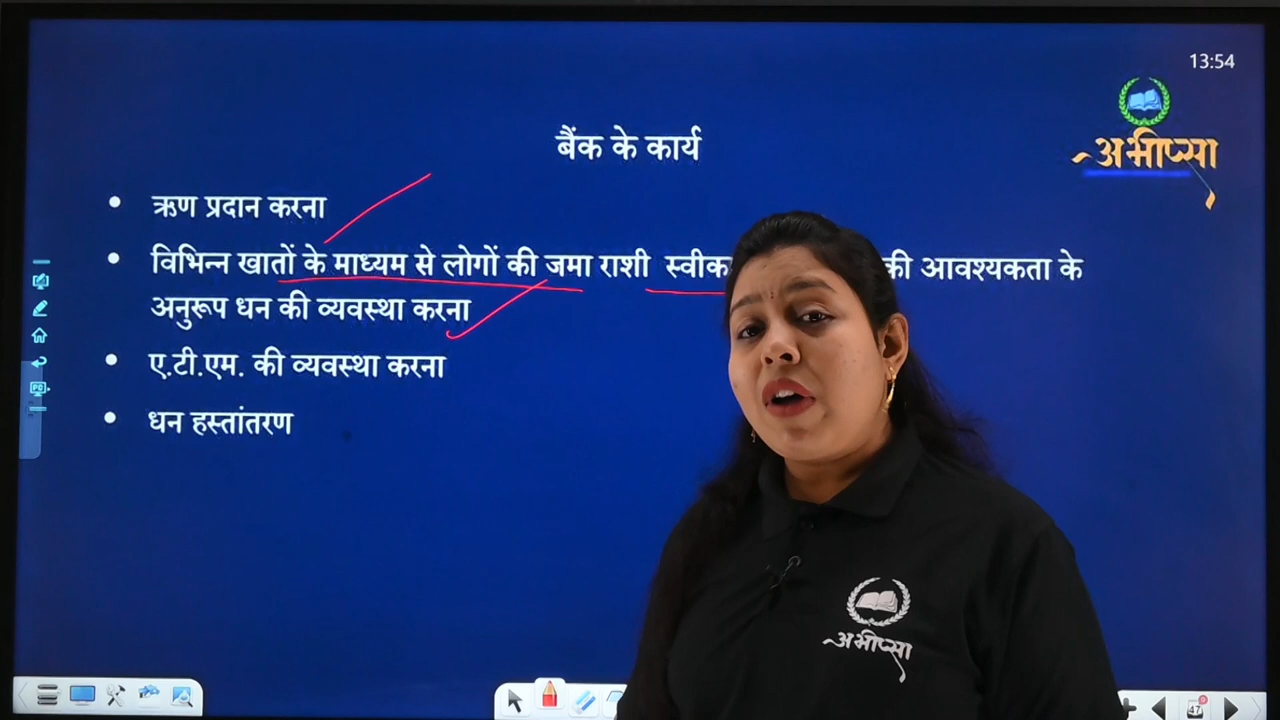 13:54
अभीप्सा
बैंक के कार्य
• ऋण प्रदान करना
• विभिन्न खातों के माध्यम से लोगों की जमा राशी की आवश्यकता के
अनुरूप धन की व्यवस्था करना
• ए.टी.एम. की व्यवस्था करना
• धन हस्तांतरण
अभीप्सा
47